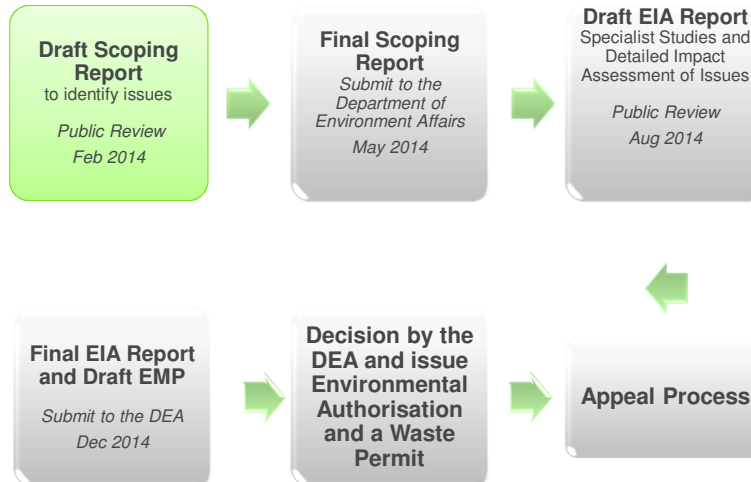 Draft Scoping
Report
to identify issues
Public Review
Feb 2014
Final Scoping
Report
Submit to the
Department of
Environment Affairs
May 2014
Draft EIA Report
Specialist Studies and
Detailed Impact
Assessment of Issues
Public Review
Aug 2014
Final EIA Report
and Draft EMP
Submit to the DEA
Dec 2014
Decision by the
DEA and issue
Environmental
Authorisation
and a Waste
Permit
Appeal Process